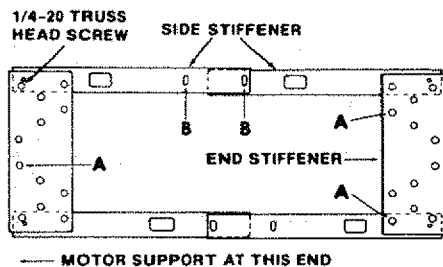 1/4-20 TRUSS
HEAD SCREW
SIDE STIFFENER
B
B
A
A
END STIFFENER
A
MOTOR SUPPORT AT THIS END